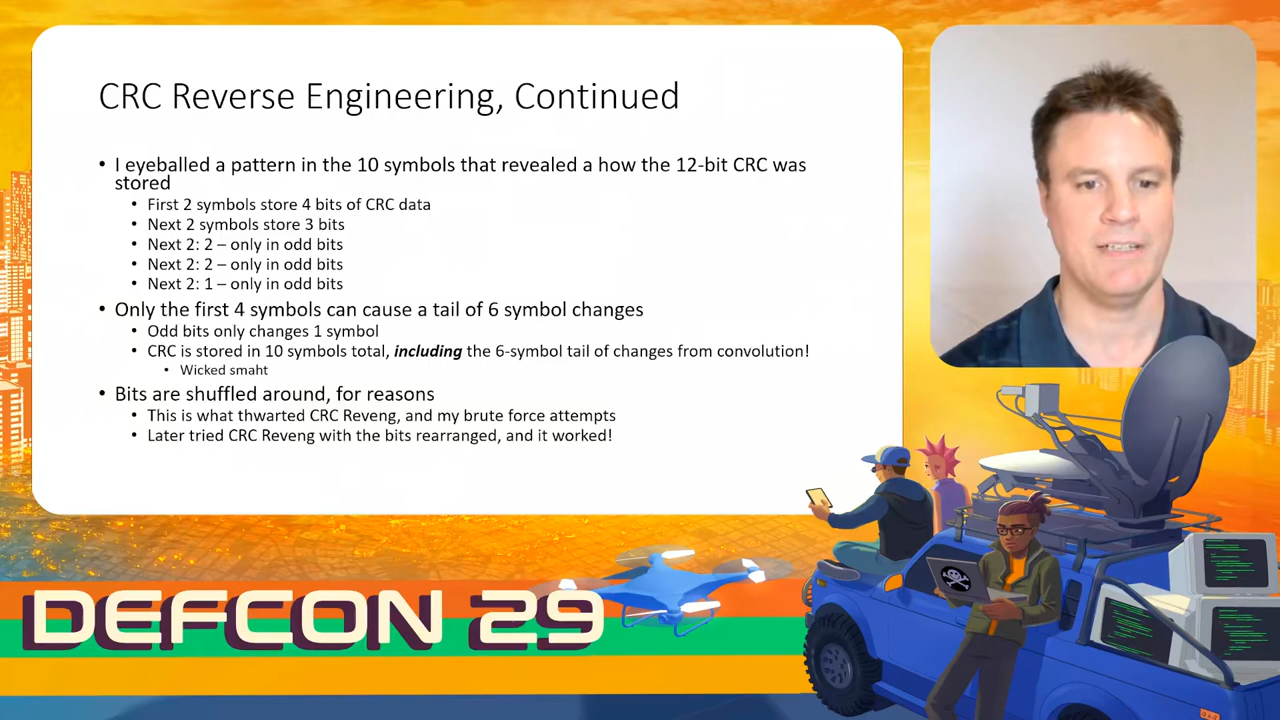 CRC Reverse Engineering, Continued
• I eyeballed a pattern in the 10 symbols that revealed a how the 12-bit CRC was
stored
• First 2 symbols store 4 bits of CRC data
• Next 2 symbols store 3 bits
• Next 2: 2 – only in odd bits
• Next 2: 2 – only in odd bits
• Next 2: 1 – only in odd bits
• Only the first 4 symbols can cause a tail of 6 symbol changes
• Odd bits only changes 1 symbol
• CRC is stored in 10 symbols total, including the 6-symbol tail of changes from convolution!
• Wicked smaht
• Bits are shuffled around, for reasons
• This is what thwarted CRC Reveng, and my brute force attempts
• Later tried CRC Reveng with the bits rearranged, and it worked!
DEFCON 29